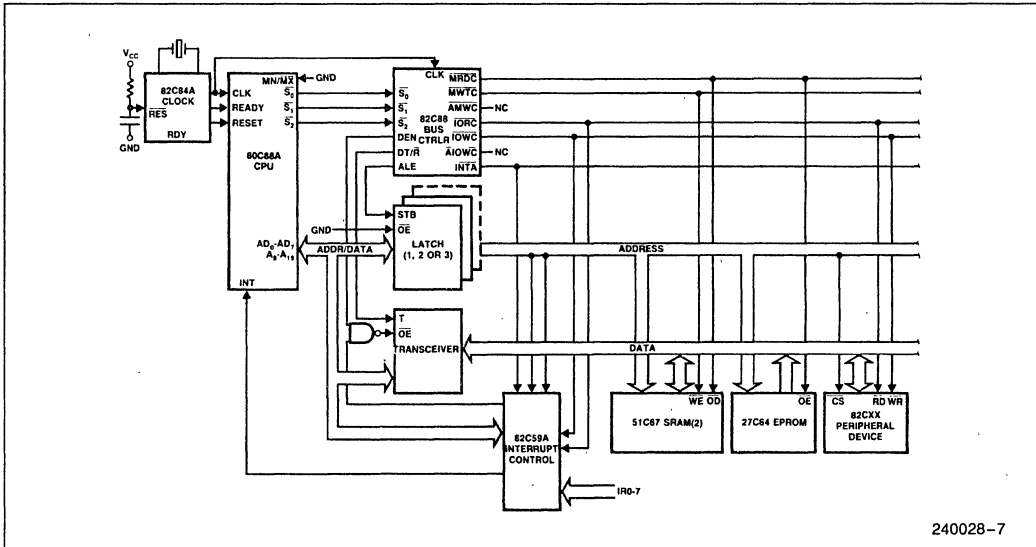 VCC
82C84A
CLOCK
RES
RDY
GND
MN/MX
GND
CLK
READY
RESET
S0
S1
S2
80C88A
CPU
AD0-AD7
A8-A19
INT
CLK
S0
S1
S2
DEN
DT/R
ALE
82C88
BUS
CTRLR
MRDC
MWTC
AMWC
NC
IORC
IOWC
AIOWC
NC
INTA
STB
GND
OE
LATCH
(1, 2 OR 3)
ADDR/DATA
ADDRESS
T
OE
TRANSCEIVER
DATA
82C59A
INTERRUPT
CONTROL
IR0-7
WE OD
51C67 SRAM(2)
OE
27C64 EPROM
CS RD WR
82CXX
PERIPHERAL
DEVICE
240028-7